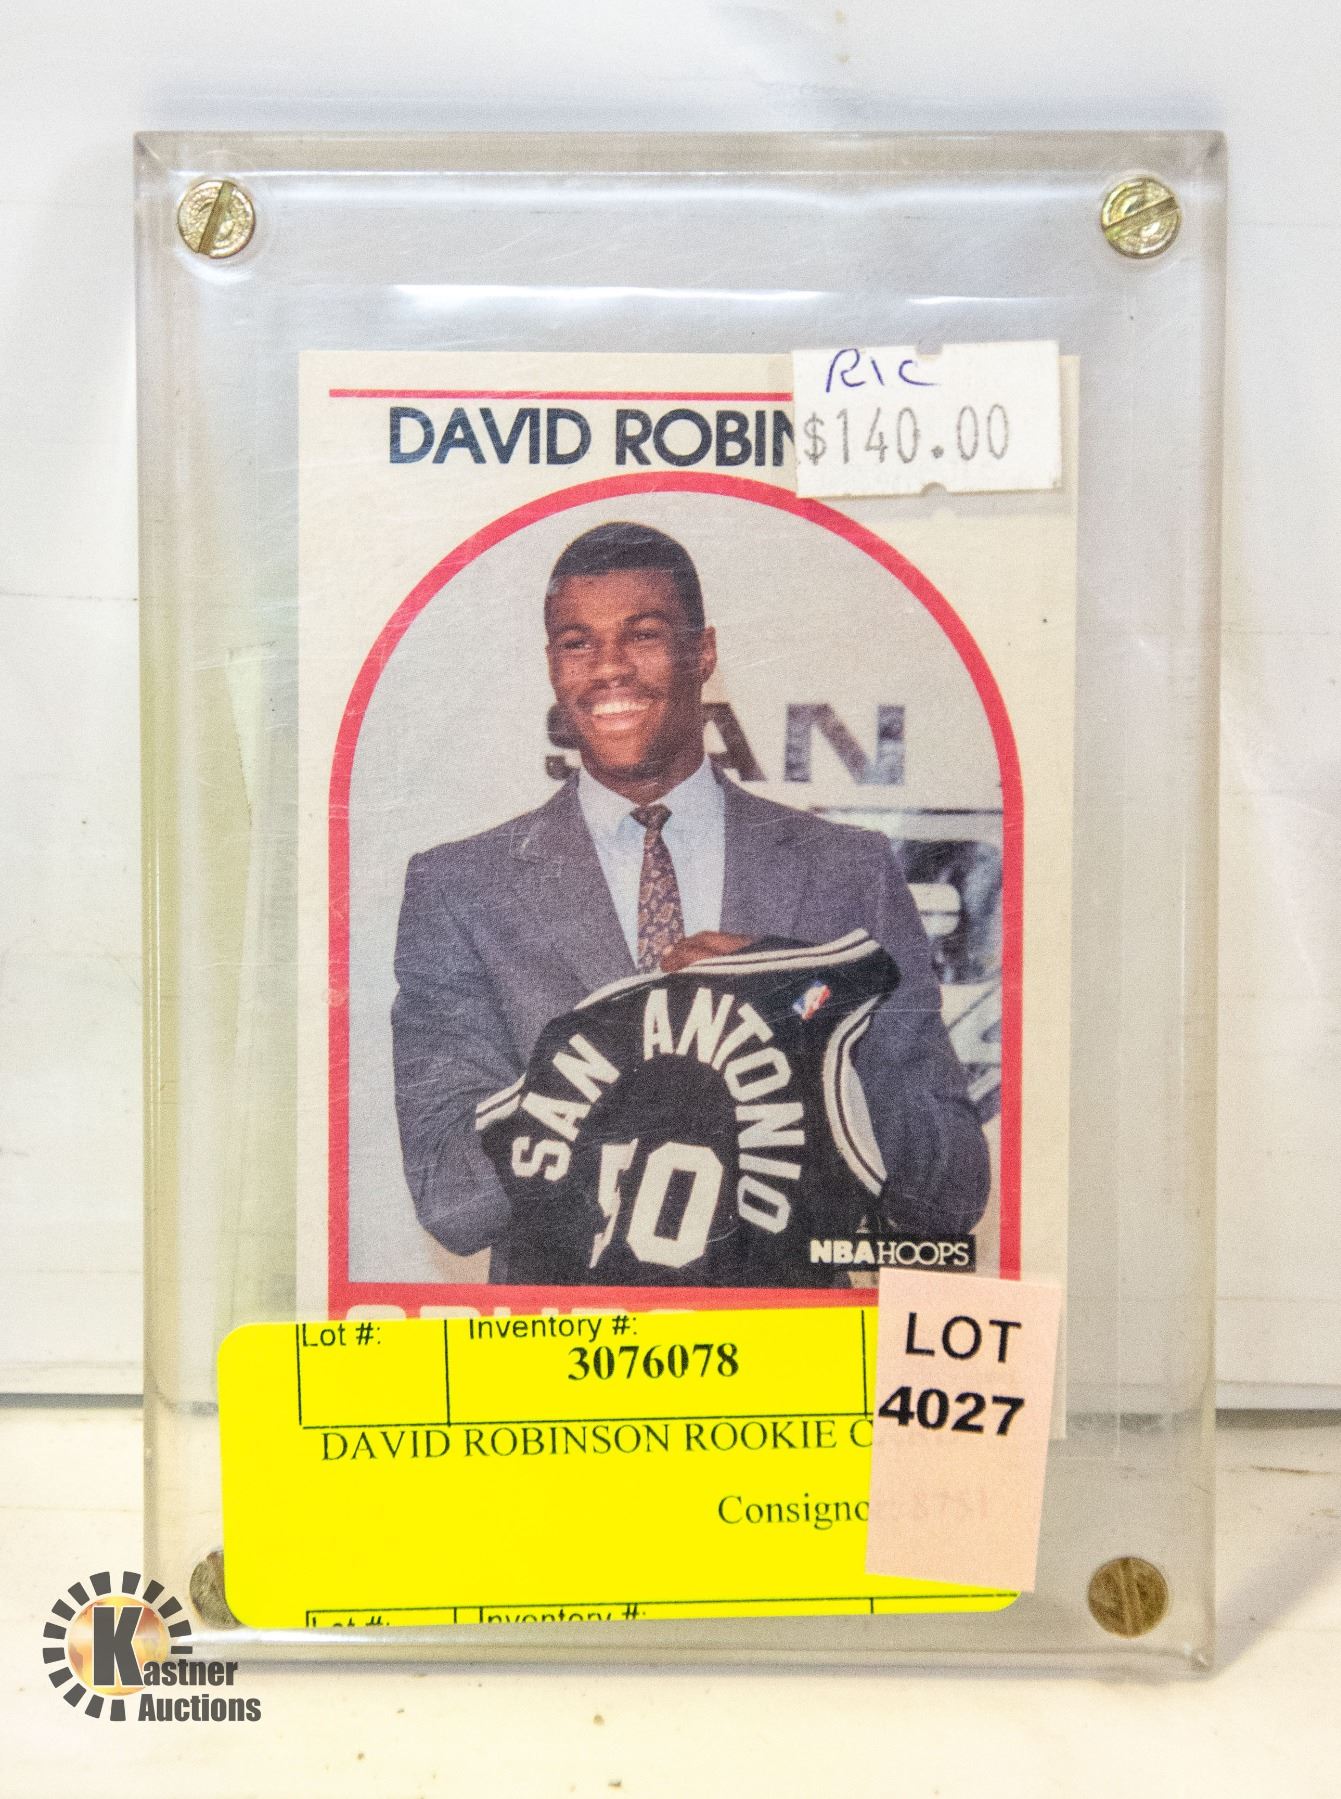 RIC
$140.00
DAVID ROBIN
SAN
SAN ANTONIO
50
NBA HOOPS
Lot #:
Inventory #:
3076078
LOT
4027
DAVID ROBINSON ROOKIE C
Consigno
Lot #:
Inventory #:
Kastner
Auctions